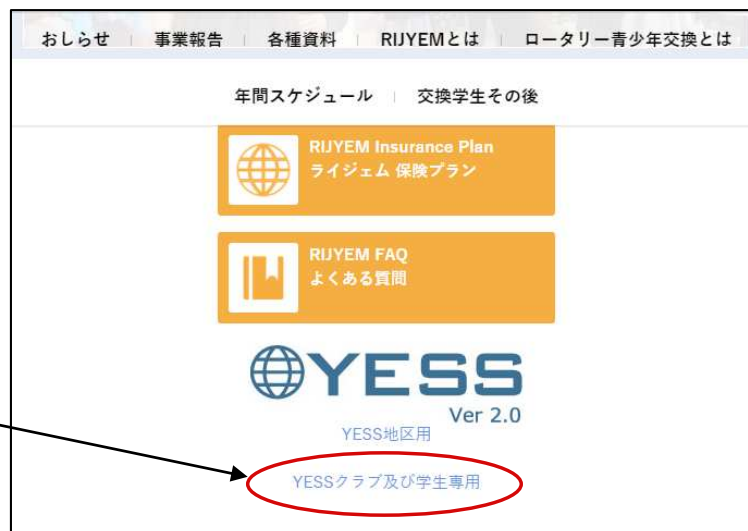 おしらせ 事業報告 各種資料 RIJYEMとは ロータリー青少年交換とは
年間スケジュール 交換学生その後
RIJYEM Insurance Plan
ライジェム 保険プラン
RIJYEM FAQ
よくある質問
YESS
Ver 2.0
YESS地区用
YESSクラブ及び学生専用